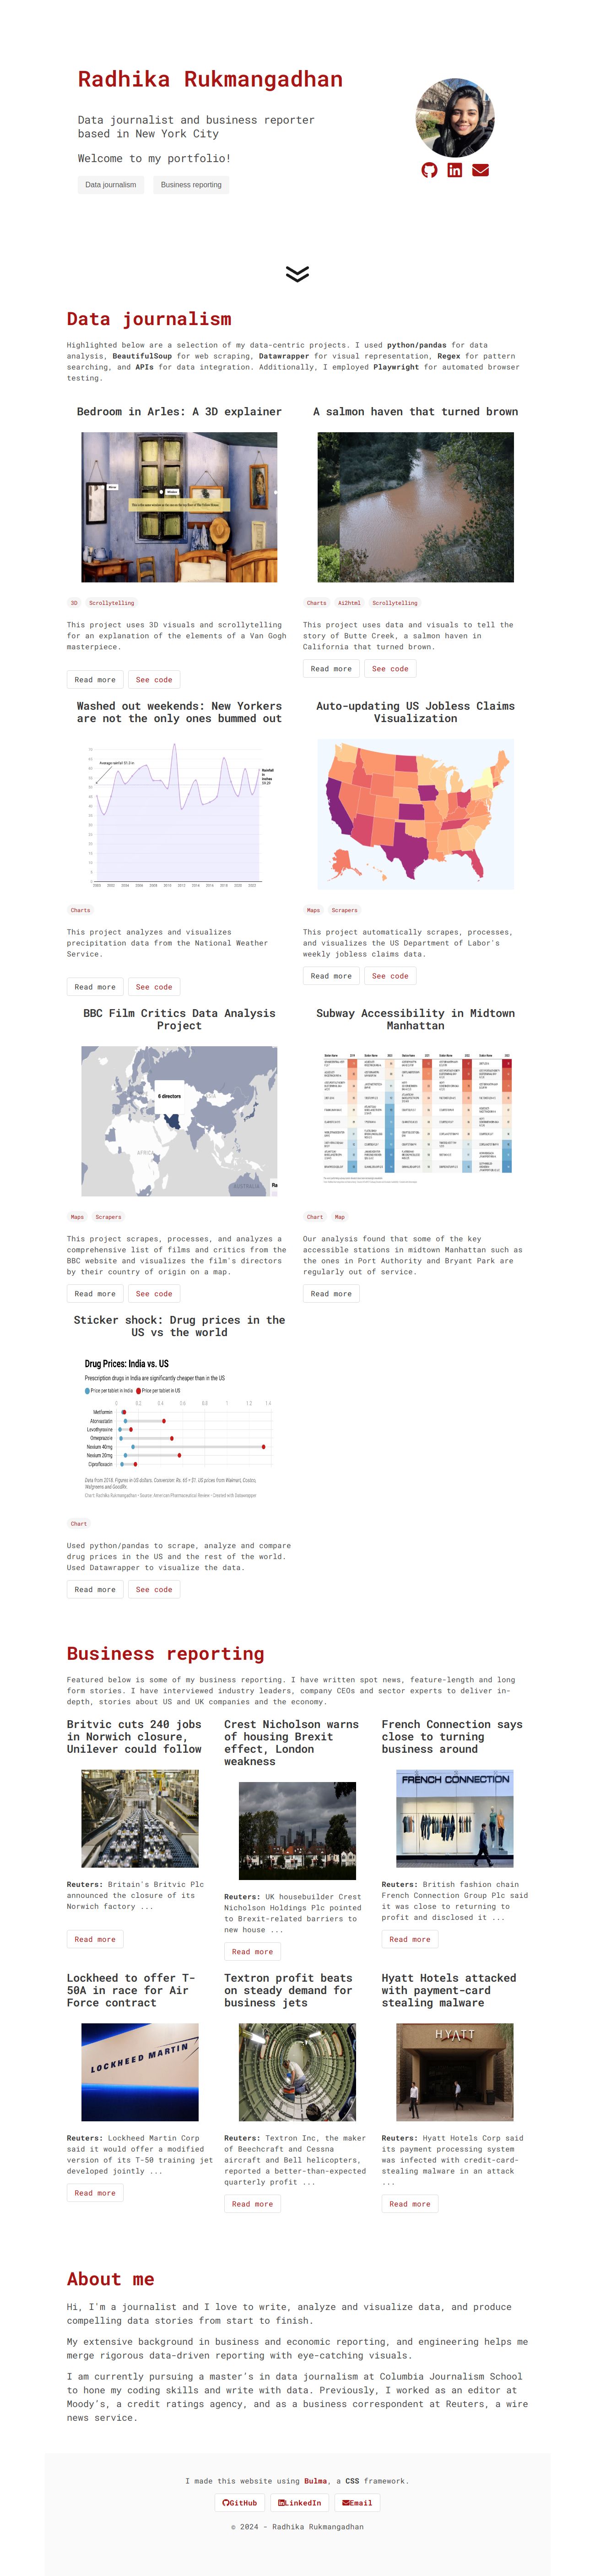 Radhika Rukmangadhan
Data journalist and business reporter
based in New York City
Welcome to my portfolio!
Data journalism
Business reporting
Data journalism
Highlighted below are a selection of my data-centric projects. I used python/pandas for data
analysis, BeautifulSoup for web scraping, Datawrapper for visual representation, Regex for pattern
searching, and APIs for data integration. Additionally, I employed Playwright for automated browser
testing.
Bedroom in Arles: A 3D explainer
3D
Scrollytelling
This project uses 3D visuals and scrollytelling
for an explanation of the elements of a Van Gogh
masterpiece.
Read more
See code
A salmon haven that turned brown
Charts
Ai2html
Scrollytelling
This project uses data and visuals to tell the
story of Butte Creek, a salmon haven in
California that turned brown.
Read more
See code
Washed out weekends: New Yorkers
are not the only ones bummed out
Charts
This project analyzes and visualizes
precipitation data from the National Weather
Service.
Read more
See code
Auto-updating US Jobless Claims
Visualization
Maps
Scrapers
This project automatically scrapes, processes,
and visualizes the US Department of Labor's
weekly jobless claims data.
Read more
See code
BBC Film Critics Data Analysis
Project
6 directors
AFRICA
AUSTRALIA
Maps
Scrapers
This project scrapes, processes, and analyzes a
comprehensive list of films and critics from the
BBC website and visualizes the film's directors
by their country of origin on a map.
Read more
See code
Subway Accessibility in Midtown
Manhattan
Chart
Map
Our analysis found that some of the key
accessible stations in midtown Manhattan such as
the ones in Port Authority and Bryant Park are
regularly out of service.
Read more
Sticker shock: Drug prices in the
US vs the world
Drug Prices: India vs. US
Prescription drugs in India are significantly cheaper than in the US
Price per tablet in India
Price per tablet in US
0 0.2 0.4 0.6 0.8 1 1.2 1.4
Metformin
Atorvastatin
Levothyroxine
Omeprazole
Nexium 40mg
Nexium 20mg
Ciprofloxacin
Chart
Used python/pandas to scrape, analyze and compare
drug prices in the US and the rest of the world.
Used Datawrapper to visualize the data.
Read more
See code
Business reporting
Featured below is some of my business reporting. I have written spot news, feature-length and long
form stories. I have interviewed industry leaders, company CEOs and sector experts to deliver in-
depth, stories about US and UK companies and the economy.
Britvic cuts 240 jobs
in Norwich closure,
Unilever could follow
Reuters: Britain's Britvic Plc
announced the closure of its
Norwich factory ...
Read more
Crest Nicholson warns
of housing Brexit
effect, London
weakness
Reuters: UK housebuilder Crest
Nicholson Holdings Plc pointed
to Brexit-related barriers to
new house ...
Read more
French Connection says
close to turning
business around
FRENCH CONNECTION
Reuters: British fashion chain
French Connection Group Plc said
it was close to returning to
profit and disclosed it ...
Read more
Lockheed to offer T-
50A in race for Air
Force contract
LOCKHEED MARTIN
Reuters: Lockheed Martin Corp
said it would offer a modified
version of its T-50 training jet
developed jointly ...
Read more
Textron profit beats
on steady demand for
business jets
Reuters: Textron Inc, the maker
of Beechcraft and Cessna
aircraft and Bell helicopters,
reported a better-than-expected
quarterly profit ...
Read more
Hyatt Hotels attacked
with payment-card
stealing malware
HYATT
Reuters: Hyatt Hotels Corp said
its payment processing system
was infected with credit-card-
stealing malware in an attack
...
Read more
About me
Hi, I'm a journalist and I love to write, analyze and visualize data, and produce
compelling data stories from start to finish.
My extensive background in business and economic reporting, and engineering helps me
merge rigorous data-driven reporting with eye-catching visuals.
I am currently pursuing a master's in data journalism at Columbia Journalism School
to hone my coding skills and write with data. Previously, I worked as an editor at
Moody's, a credit ratings agency, and as a business correspondent at Reuters, a wire
news service.
I made this website using Bulma, a CSS framework.
GitHub
LinkedIn
Email
© 2024 - Radhika Rukmangadhan